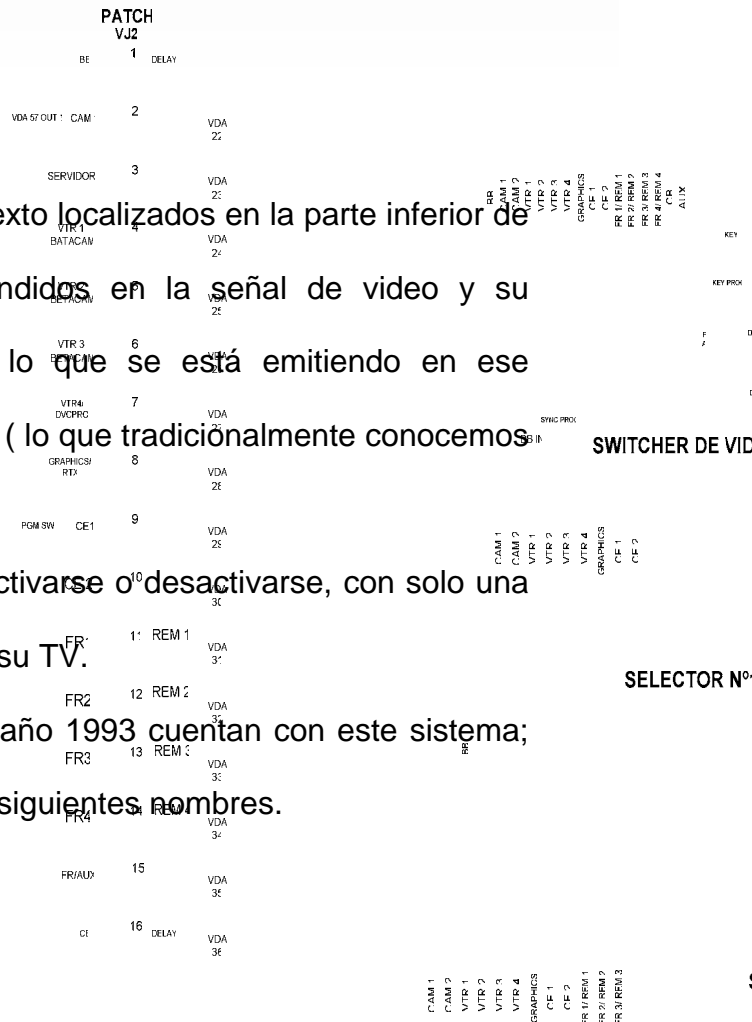 PATCH
VJ2
1 DELAY
VDA 57 OUT CAM 2
VDA
22
SERVIDOR 3
VDA
23
BB
CAM 1
CAM 2
VTR 1
VTR 2
VTR 3
VTR 4
GRAPHICS
CE 1
CE 2
FR 1/ REM 1
FR 2/ REM 2
FR 3/ REM 3
FR 4/ REM 4
CB
AUX
exto localizados en la parte inferior de
VTR 1 4
BATACAM
VDA
24
KEY
ndidos en la señal de video y su
5
KEY PROC
VTR 3 6
lo que se está emitiendo en ese
VTR4 7
DVCPRO
VDA
SYNC PROC
( lo que tradicionalmente conocemos
BB IN
SWITCHER DE VID
GRAPHICS/ 8
RTX
VDA
28
PGM SW CE1 9
VDA
29
CAM 1
CAM 2
VTR 1
VTR 2
VTR 3
VTR 4
GRAPHICS
CE 1
CE 2
ctivarse o desactivarse, con solo una
10
30
11 REM 1
VDA
31
su TV.
SELECTOR Nº1
FR2 12 REM 2
VDA
año 1993 cuentan con este sistema;
FR3 13 REM 3
BB
VDA
33
siguientes nombres.
FR4 14
VDA
34
FR/AUX 15
VDA
35
16 DELAY
VDA
36
CAM 1
CAM 2
VTR 1
VTR 2
VTR 3
VTR 4
GRAPHICS
CE 1
CE 2
FR 1/ REM 1
FR 2/ REM 2
FR 3/ REM 3